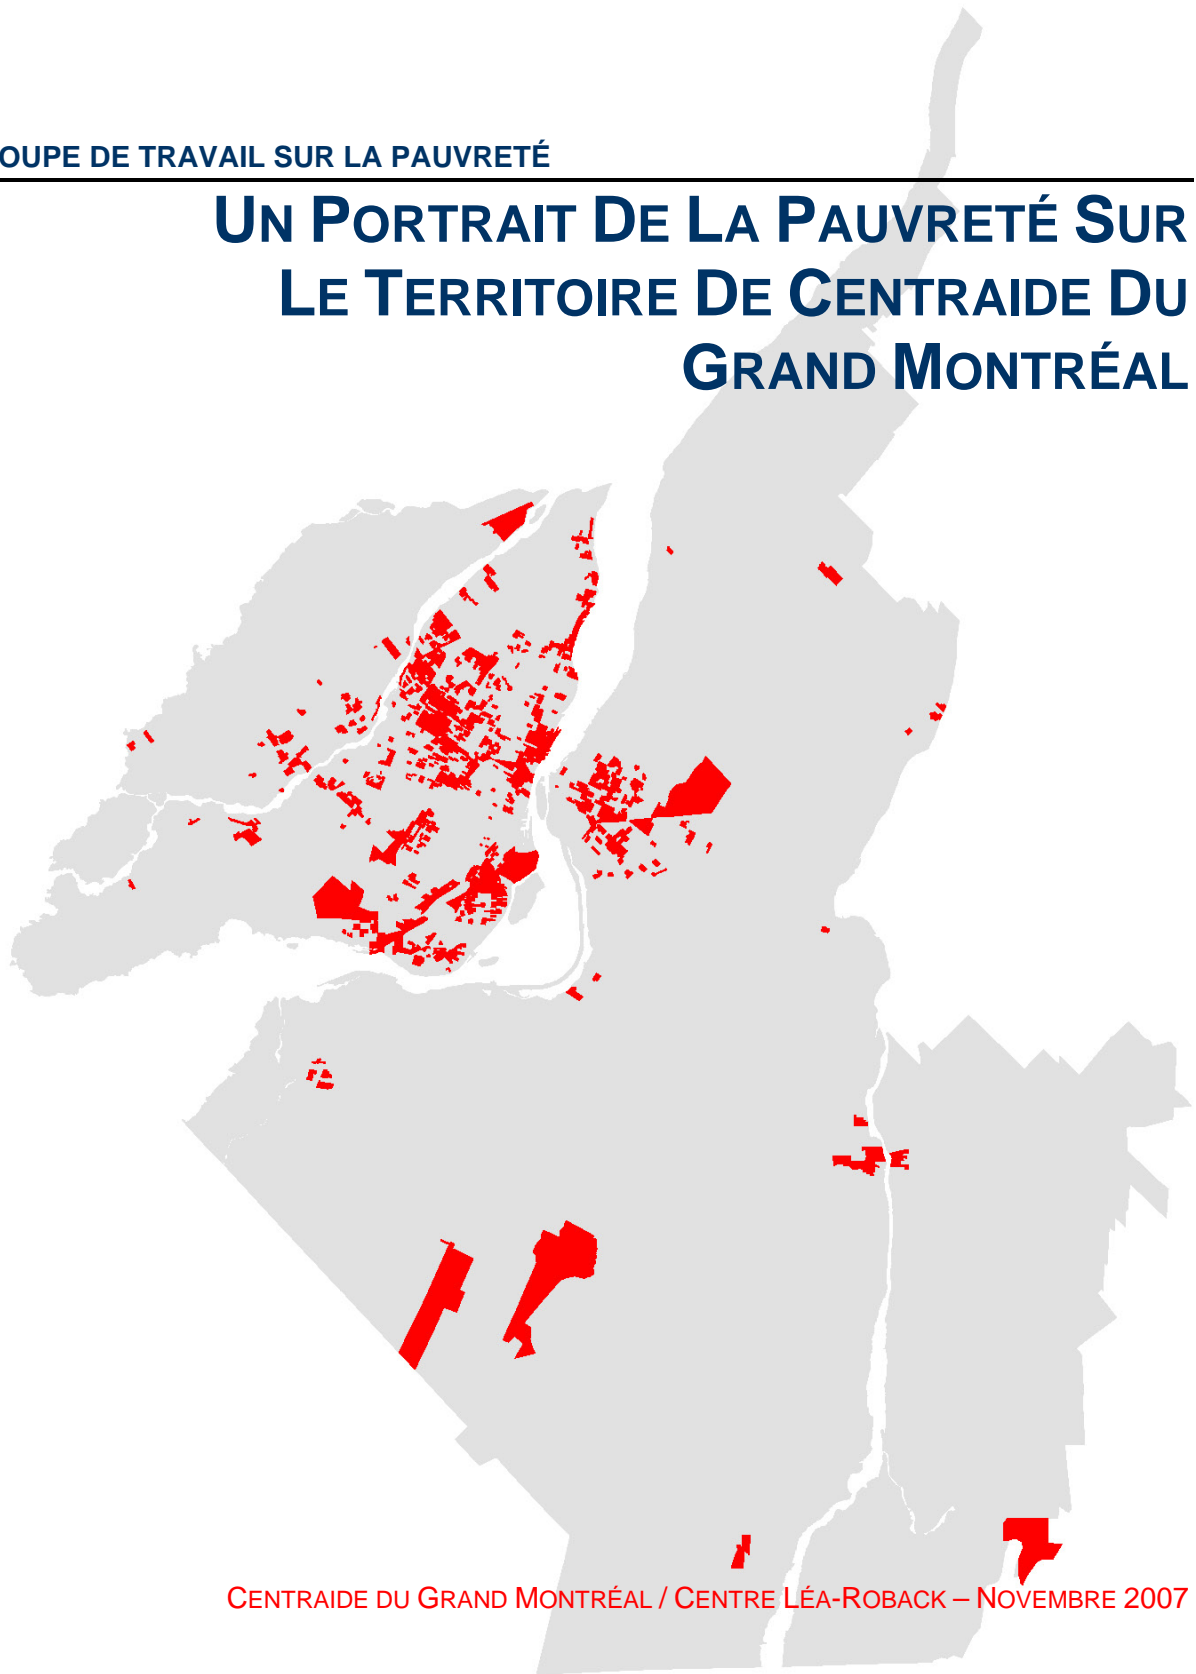 OUPE DE TRAVAIL SUR LA PAUVRETÉ
UN PORTRAIT DE LA PAUVRETÉ SUR
LE TERRITOIRE DE CENTRAIDE DU
GRAND MONTRÉAL
CENTRAIDE DU GRAND MONTRÉAL / CENTRE LÉA-ROBACK – NOVEMBRE 2007